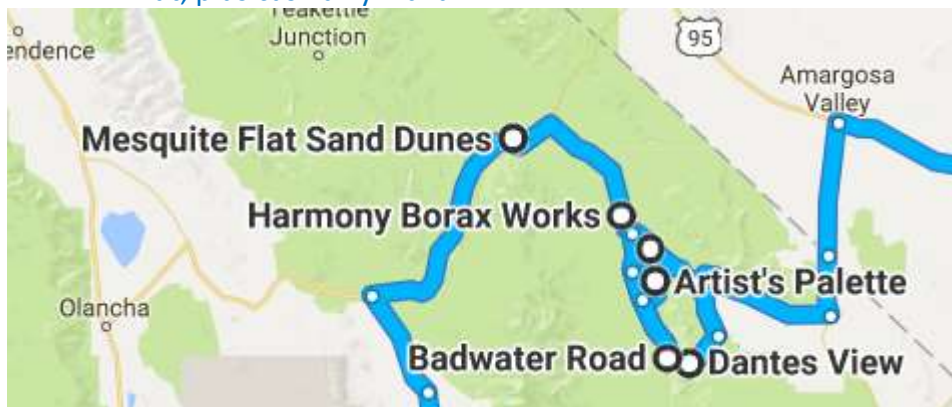 Teakettle
Junction
endence
95
Amargosa
Valley
Mesquite Flat Sand Dunes
Harmony Borax Works
Artist's Palette
Olancha
Badwater Road
Dantes View